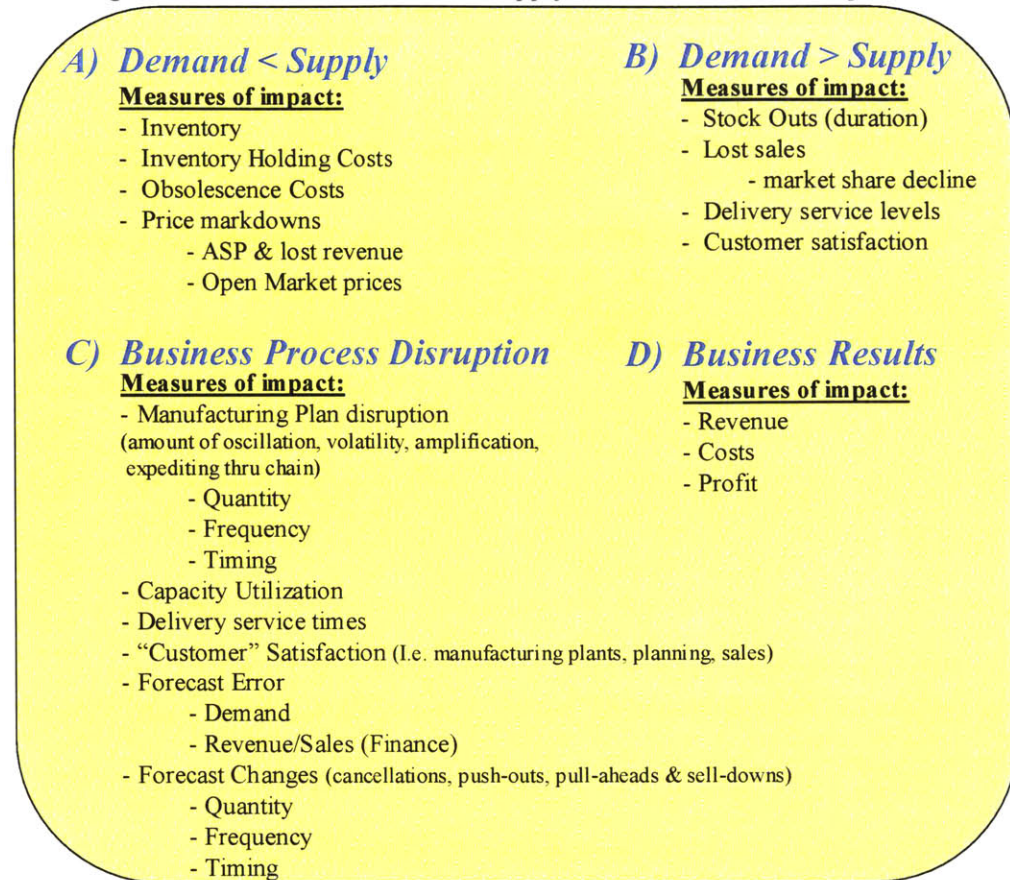 A) Demand < Supply
Measures of impact:
- Inventory
- Inventory Holding Costs
- Obsolescence Costs
- Price markdowns
- ASP & lost revenue
- Open Market prices
B) Demand > Supply
Measures of impact:
- Stock Outs (duration)
- Lost sales
- market share decline
- Delivery service levels
- Customer satisfaction
C) Business Process Disruption
Measures of impact:
- Manufacturing Plan disruption
(amount of oscillation, volatility, amplification,
expediting thru chain)
- Quantity
- Frequency
- Timing
- Capacity Utilization
- Delivery service times
- “Customer” Satisfaction (I.e. manufacturing plants, planning, sales)
- Forecast Error
- Demand
- Revenue/Sales (Finance)
- Forecast Changes (cancellations, push-outs, pull-aheads & sell-downs)
- Quantity
- Frequency
- Timing
D) Business Results
Measures of impact:
- Revenue
- Costs
- Profit